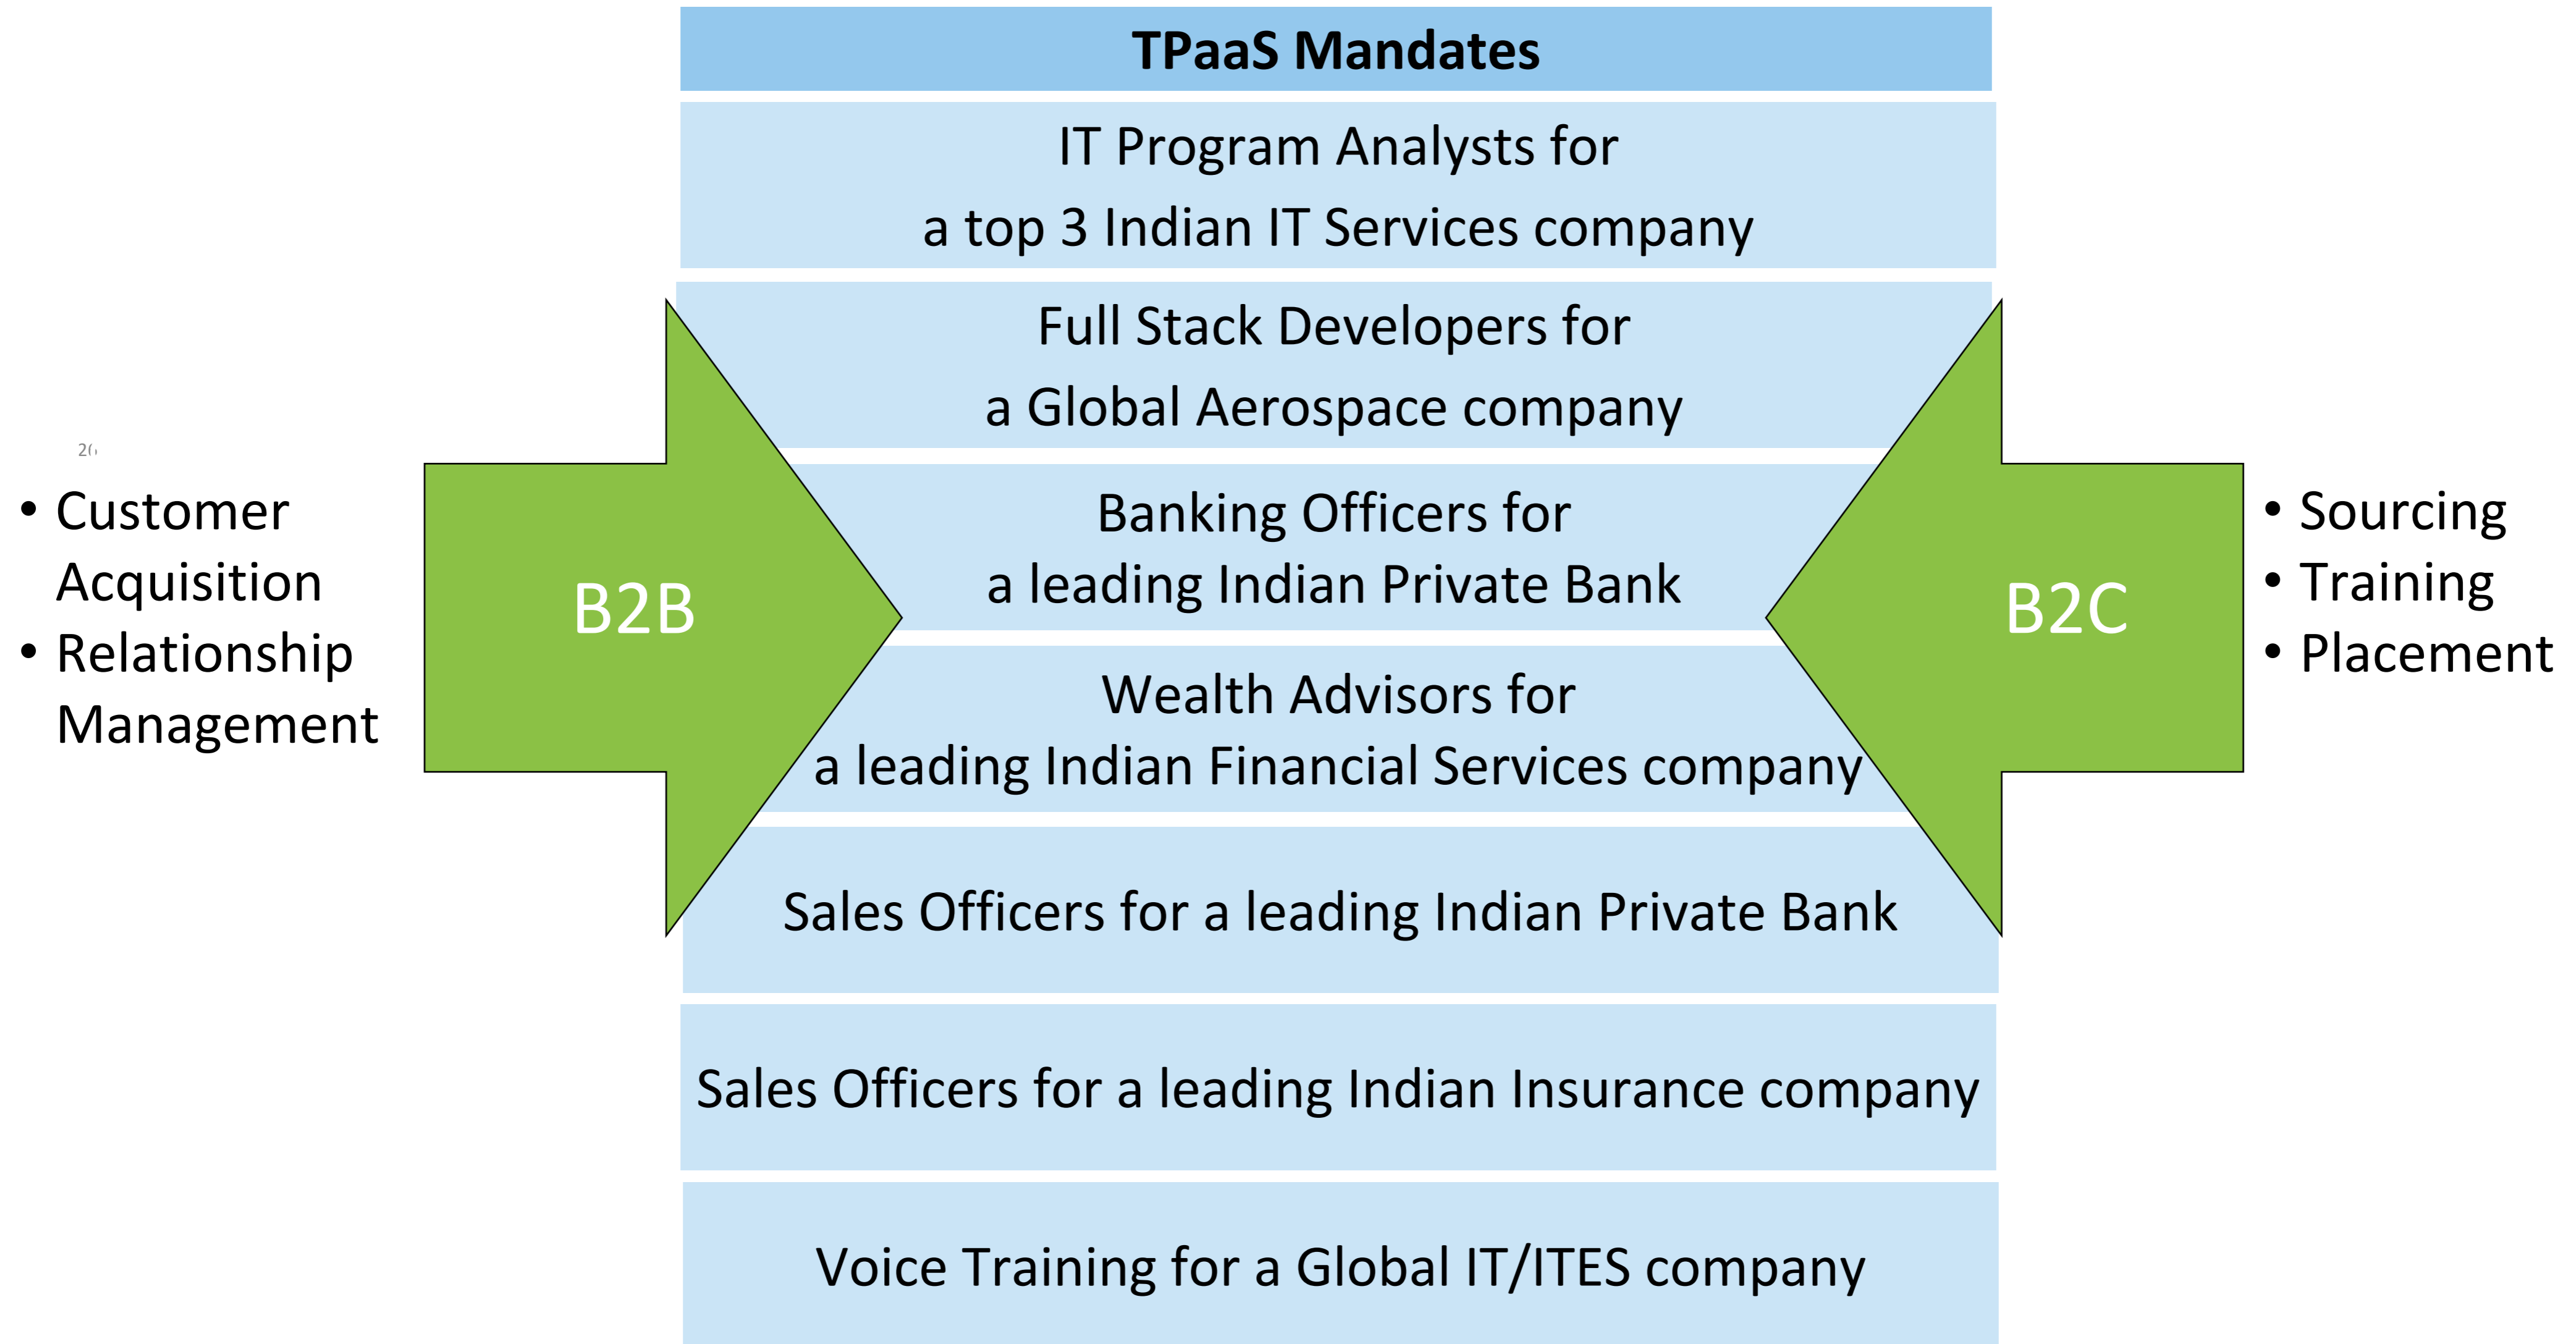 TPaaS Mandates
IT Program Analysts for
a top 3 Indian IT Services company
Full Stack Developers for
a Global Aerospace company
Banking Officers for
a leading Indian Private Bank
Wealth Advisors for
a leading Indian Financial Services company
Sales Officers for a leading Indian Private Bank
Sales Officers for a leading Indian Insurance company
Voice Training for a Global IT/ITES company
• Customer
Acquisition
• Relationship
Management
B2B
B2C
• Sourcing
• Training
• Placement